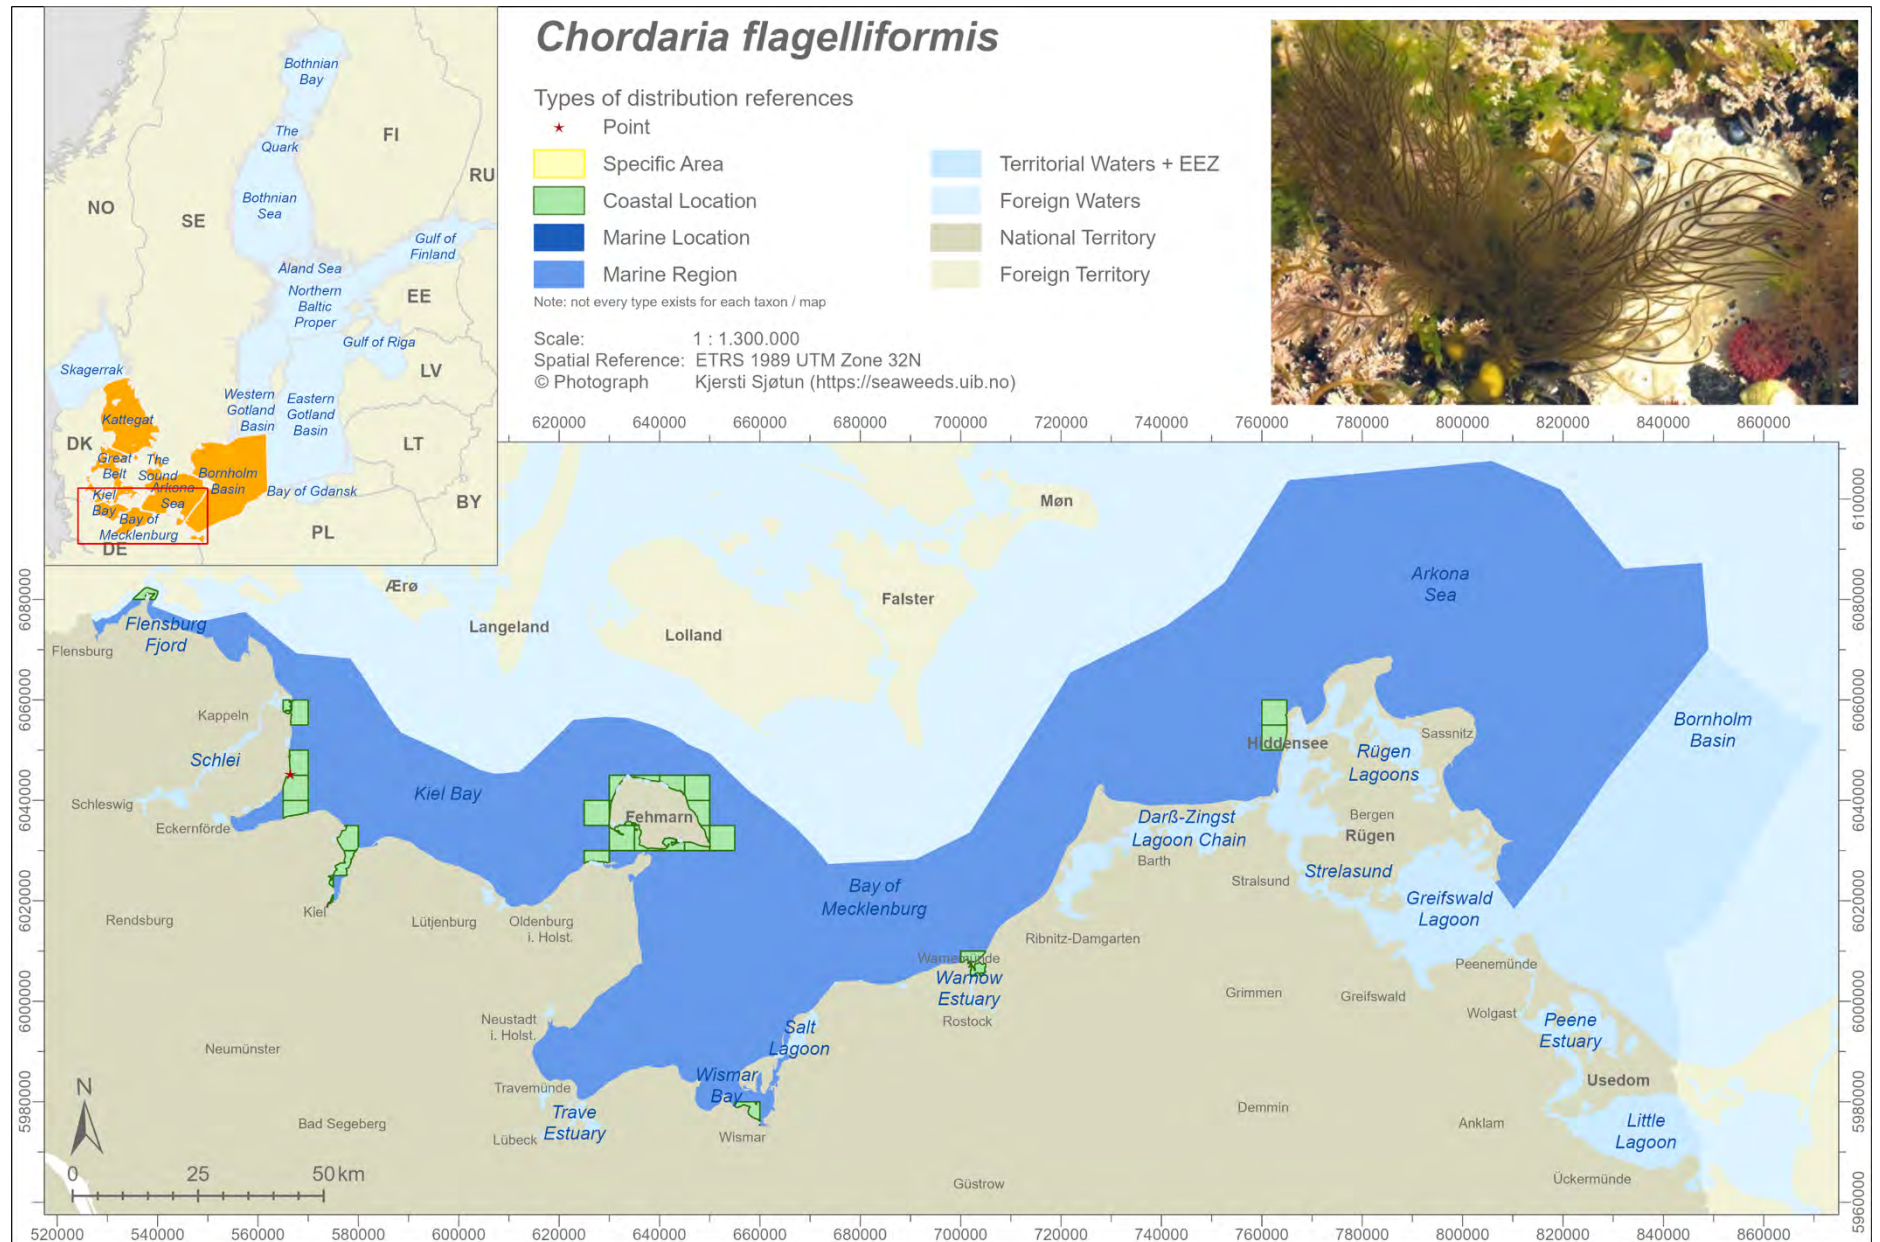 Chordaria flagelliformis
Types of distribution references
Point
Specific Area
Coastal Location
Marine Location
Marine Region
Territorial Waters + EEZ
Foreign Waters
National Territory
Foreign Territory
Note: not every type exists for each taxon / map
Scale: 1 : 1.300.000
Spatial Reference: ETRS 1989 UTM Zone 32N
© Photograph Kjersti Sjøtun (https://seaweeds.uib.no)
Bothnian
Bay
The
Quark
FI
RU
NO
SE
Bothnian
Sea
Gulf of
Finland
Åland Sea
Northern
Baltic
Proper
EE
Gulf of Riga
Skagerrak
LV
Western
Gotland
Basin
Eastern
Gotland
Basin
Kattegat
DK
LT
Great
Belt
The
Sound
Bornholm
Basin
Arkona
Sea
Bay of Gdansk
Kiel
Bay
BY
Bay of
Mecklenburg
PL
DE
620000 640000 660000 680000 700000 720000 740000 760000 780000 800000 820000 840000 860000
6100000
6080000
6060000
6040000
6020000
6000000
5980000
5960000
6080000
6060000
6040000
6020000
6000000
5980000
Møn
Ærø
Langeland
Lolland
Falster
Arkona
Sea
Flensburg
Fjord
Flensburg
Kappeln
Schlei
Schleswig
Eckernförde
Kiel Bay
Fehmarn
Hiddensee
Sassnitz
Rügen
Lagoons
Bornholm
Basin
Bergen
Rügen
Darß-Zingst
Lagoon Chain
Barth
Strelasund
Stralsund
Greifswald
Lagoon
Bay of
Mecklenburg
Rendsburg
Kiel
Lütjenburg
Oldenburg
i. Holst.
Ribnitz-Damgarten
Warnemünde
Warnow
Estuary
Rostock
Peenemünde
Grimmen
Greifswald
Wolgast
Peene
Estuary
Neustadt
i. Holst.
Salt
Lagoon
Neumünster
Wismar
Bay
Travemünde
Trave
Estuary
Usedom
Demmin
Anklam
Little
Lagoon
Bad Segeberg
Lübeck
Wismar
Güstrow
Ückermünde
N
0 25 50 km
520000 540000 560000 580000 600000 620000 640000 660000 680000 700000 720000 740000 760000 780000 800000 820000 840000 860000